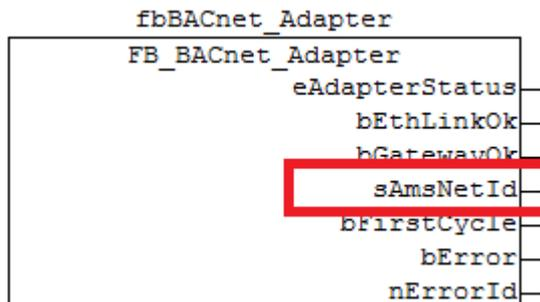 fbBACnet_Adapter
FB_BACnet_Adapter
eAdapterStatus
bEthLinkOk
bGatewayOk
sAmsNetId
bFirstCycle
bError
nErrorId